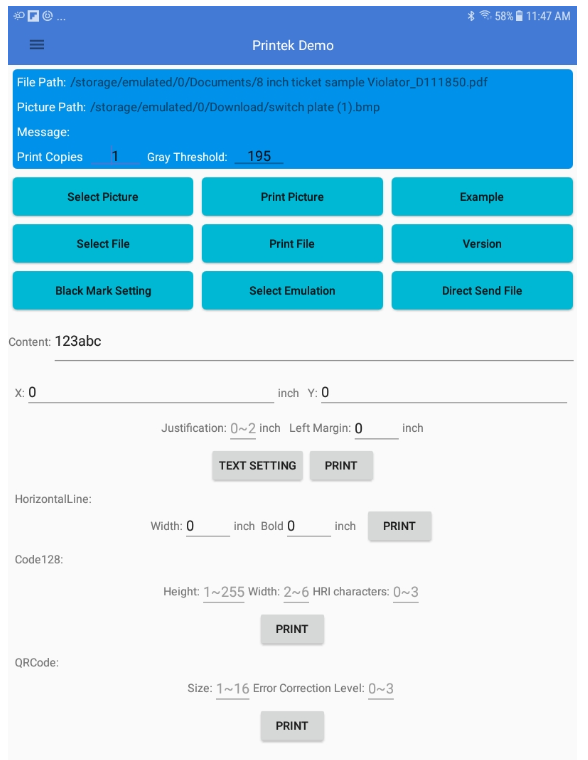 ... 58% 11:47 AM
Printek Demo
File Path: /storage/emulated/0/Documents/8 inch ticket sample Violator_D111850.pdf
Picture Path: /storage/emulated/0/Download/switch plate (1).bmp
Message:
Print Copies 1 Gray Threshold: 195
Select Picture Print Picture Example
Select File Print File Version
Black Mark Setting Select Emulation Direct Send File
Content: 123abc
X: 0 inch Y: 0
Justification: 0~2 inch Left Margin: 0 inch
TEXT SETTING PRINT
HorizontalLine:
Width: 0 inch Bold 0 inch PRINT
Code128:
Height: 1~255 Width: 2~6 HRI characters: 0~3
PRINT
QRCode:
Size: 1~16 Error Correction Level: 0~3
PRINT